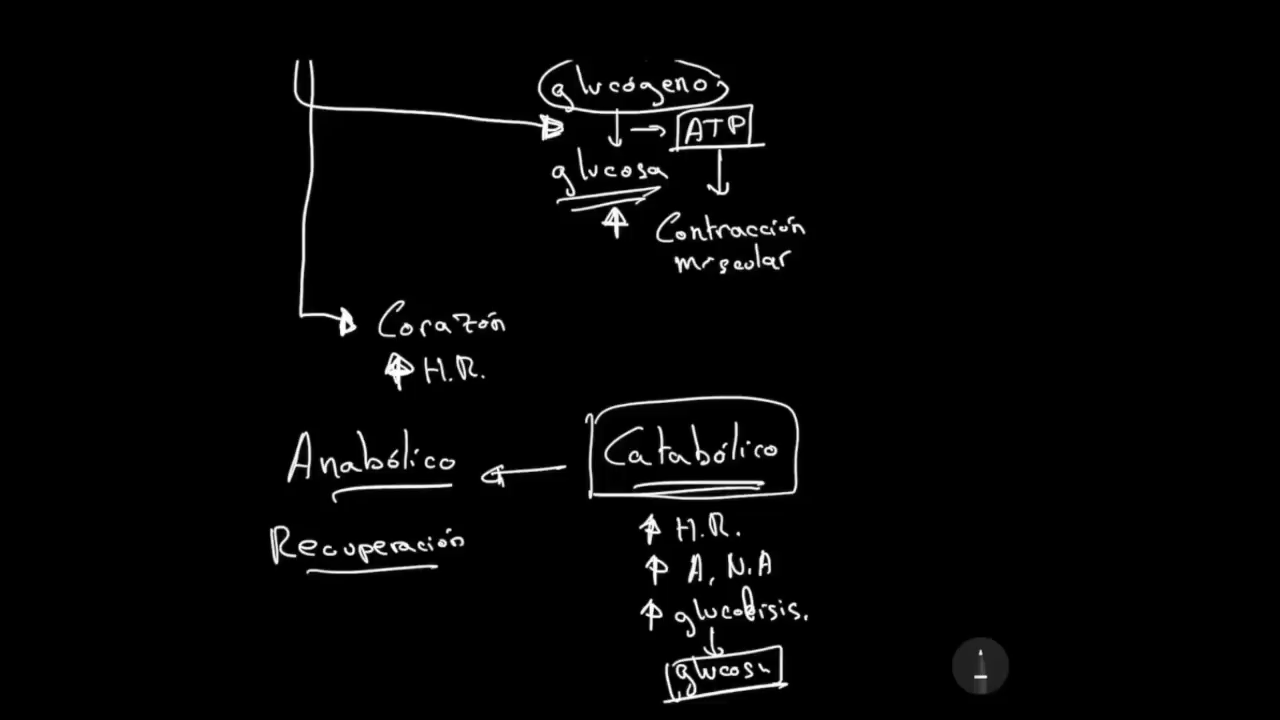 glucógeno
ATP
glucosa
Contracción
muscular
Corazón
H.R.
Anabólico
Catabólico
Recuperación
H.R.
A, N.A
glucolisis.
glucosa